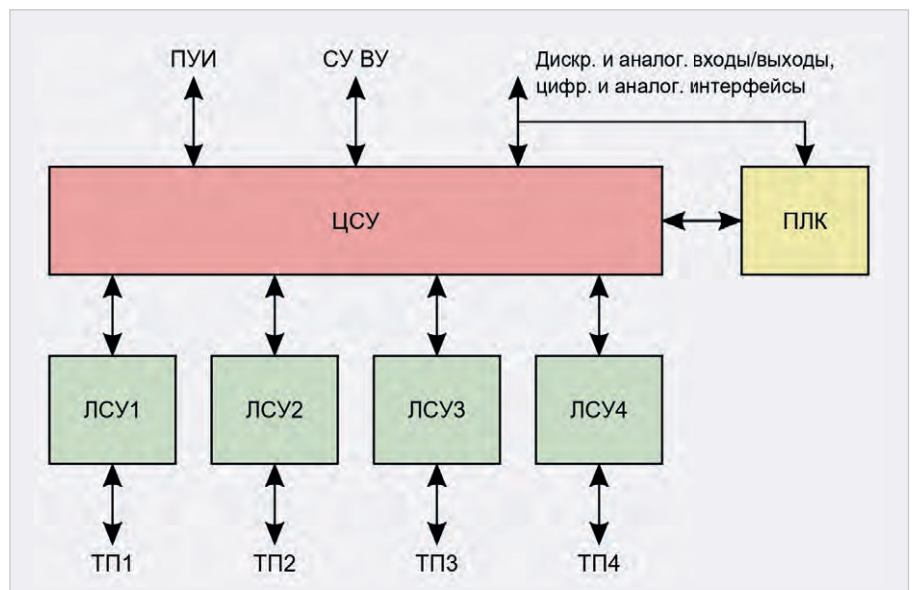 ПУИ
СУ ВУ
Дискр. и аналог. входы/выходы,
цифр. и аналог. интерфейсы
ЦСУ
ПЛК
ЛСУ1
ЛСУ2
ЛСУ3
ЛСУ4
ТП1
ТП2
ТП3
ТП4